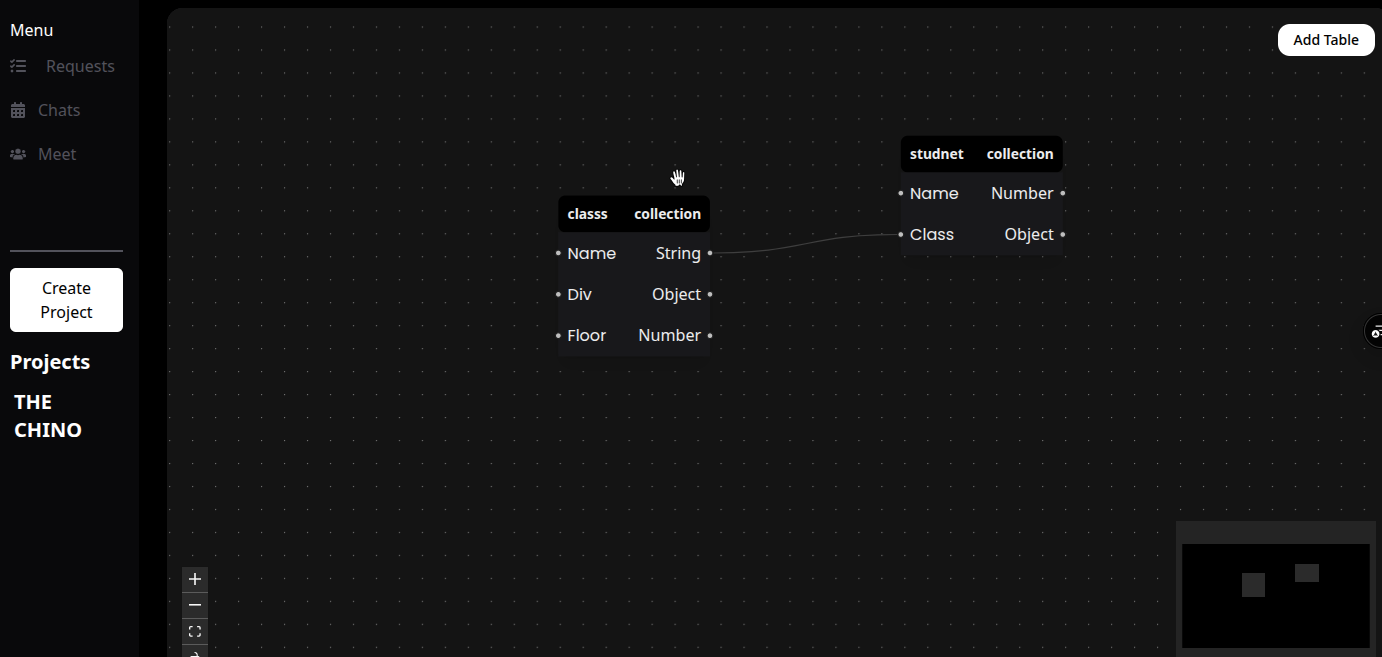 Menu
Requests
Chats
Meet
Create
Project
Projects
THE
CHINO
Add Table
classs collection
Name String
Div Object
Floor Number
studnet collection
Name Number
Class Object